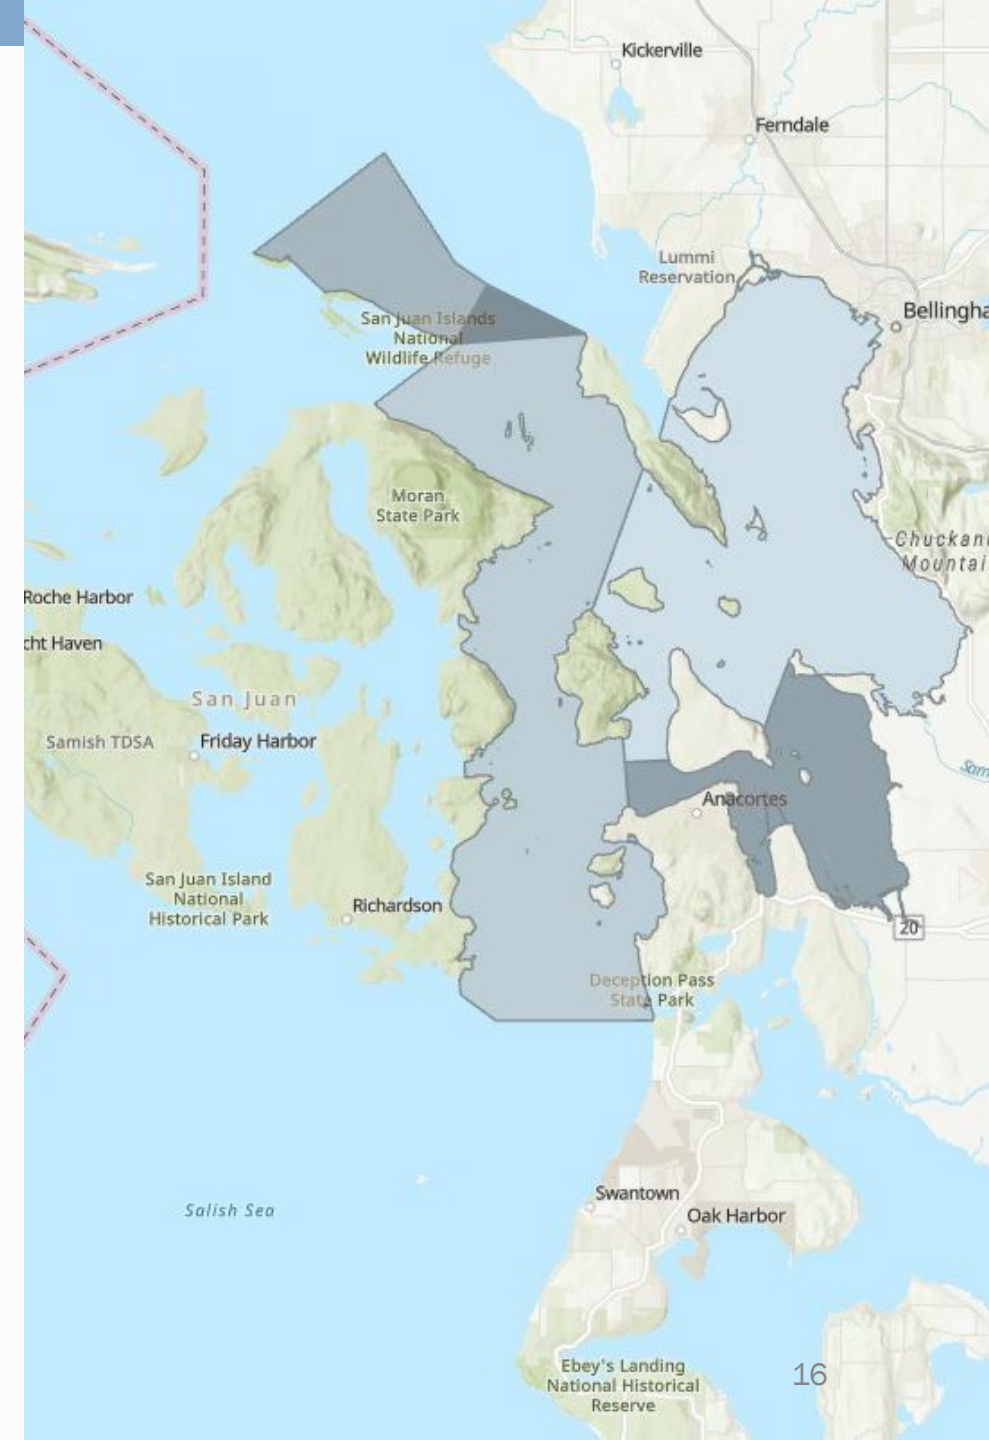 Kickerville
Ferndale
Lummi
Reservation
Bellingha
San Juan Islands
National
Wildlife Refuge
Moran
State Park
Chuckan
Mountai
Roche Harbor
cht Haven
San Juan
Samish TDSA
Friday Harbor
Sam
Anacortes
San Juan Island
National
Historical Park
Richardson
20
Deception Pass
State Park
Swantown
Salish Sea
Oak Harbor
Ebey's Landing
National Historical
Reserve
16